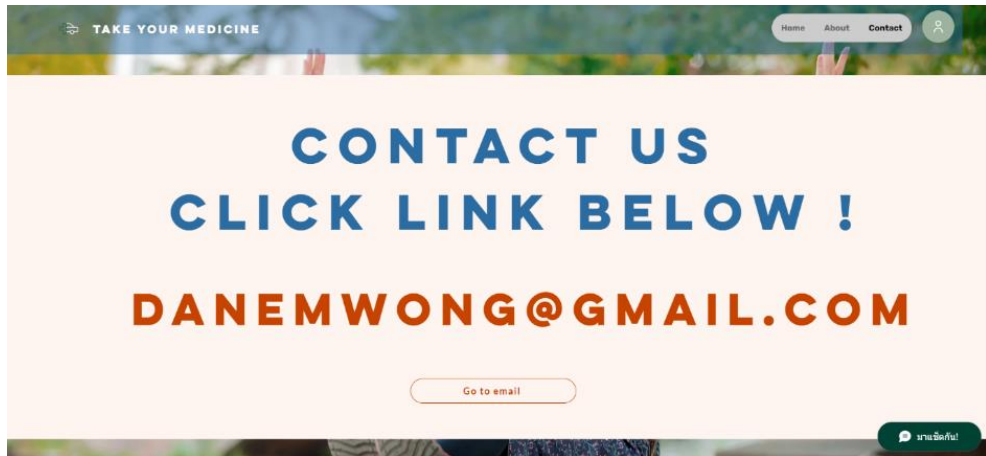 TAKE YOUR MEDICINE
Home About Contact
CONTACT US
CLICK LINK BELOW !
DANEMWONG@GMAIL.COM
Go to email
มาแช็ตกัน!